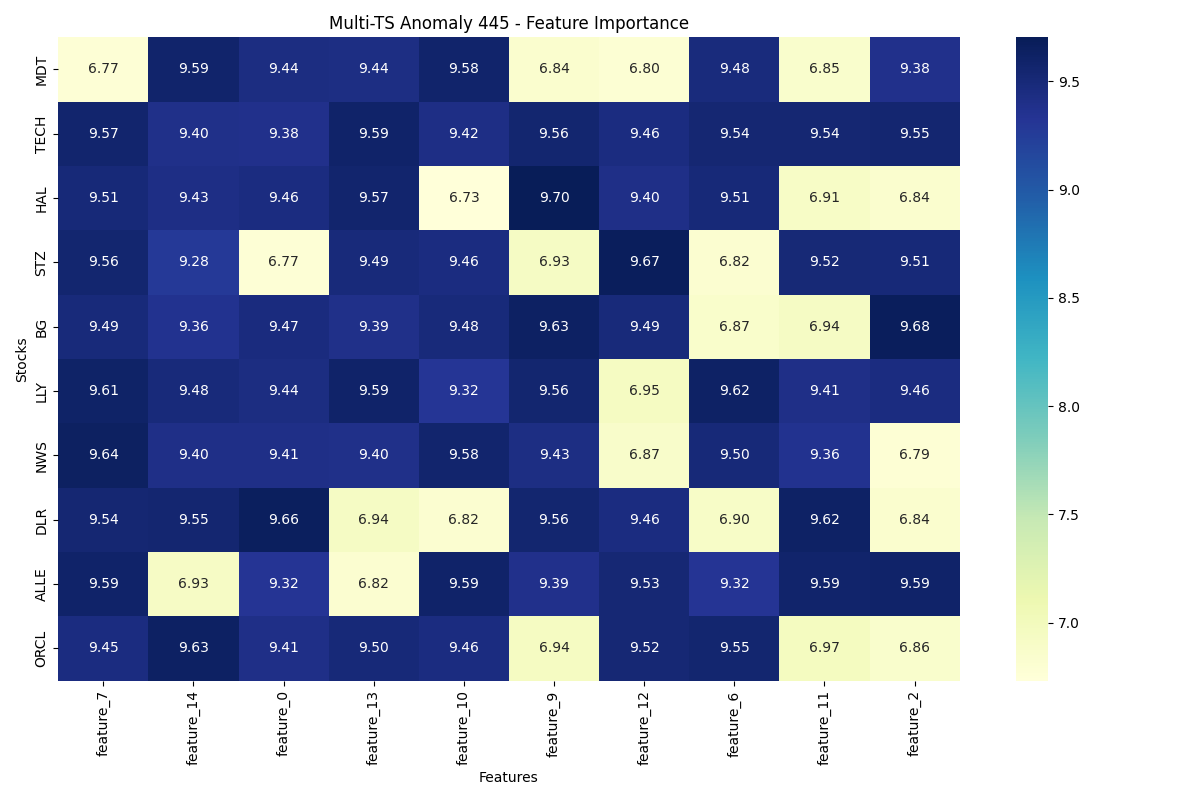 Multi-TS Anomaly 445 - Feature Importance
Stocks
MDT 6.77 9.59 9.44 9.44 9.58 6.84 6.80 9.48 6.85 9.38
TECH 9.57 9.40 9.38 9.59 9.42 9.56 9.46 9.54 9.54 9.55
HAL 9.51 9.43 9.46 9.57 6.73 9.70 9.40 9.51 6.91 6.84
STZ 9.56 9.28 6.77 9.49 9.46 6.93 9.67 6.82 9.52 9.51
BG 9.49 9.36 9.47 9.39 9.48 9.63 9.49 6.87 6.94 9.68
LLY 9.61 9.48 9.44 9.59 9.32 9.56 6.95 9.62 9.41 9.46
NWS 9.64 9.40 9.41 9.40 9.58 9.43 6.87 9.50 9.36 6.79
DLR 9.54 9.55 9.66 6.94 6.82 9.56 9.46 6.90 9.62 6.84
ALLE 9.59 6.93 9.32 6.82 9.59 9.39 9.53 9.32 9.59 9.59
ORCL 9.45 9.63 9.41 9.50 9.46 6.94 9.52 9.55 6.97 6.86
feature_7 feature_14 feature_0 feature_13 feature_10 feature_9 feature_12 feature_6 feature_11 feature_2
Features
9.5
9.0
8.5
8.0
7.5
7.0